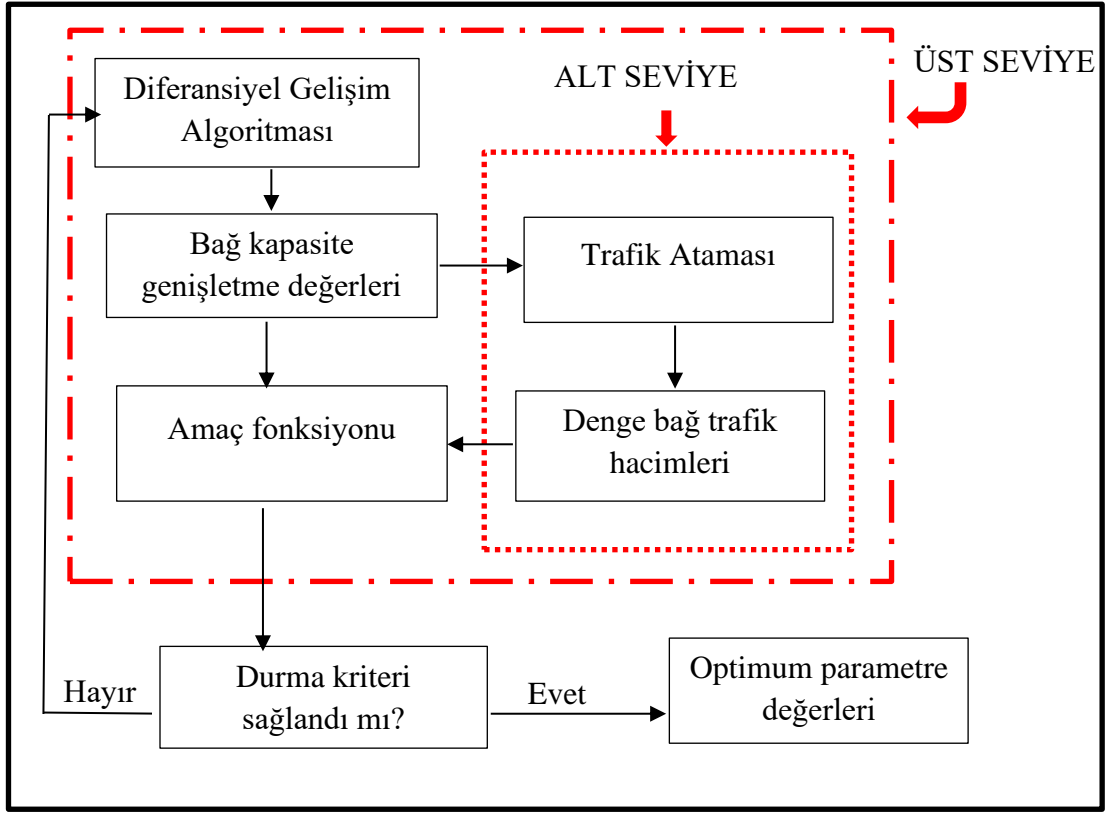 ÜST SEVİYE
ALT SEVİYE
Diferansiyel Gelişim
Algoritması
Bağ kapasite
genişletme değerleri
Trafik Ataması
Amaç fonksiyonu
Denge bağ trafik
hacimleri
Durma kriteri
sağlandı mı?
Hayır
Evet
Optimum parametre
değerleri